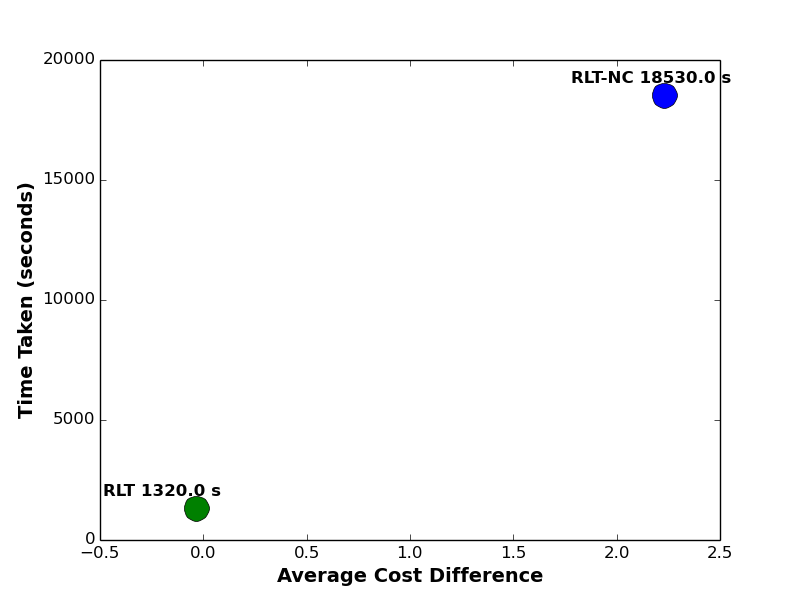 20000
RLT-NC 18530.0 s
15000
10000
5000
RLT 1320.0 s
0
−0.5 0.0 0.5 1.0 1.5 2.0 2.5
Average Cost Difference
Time Taken (seconds)